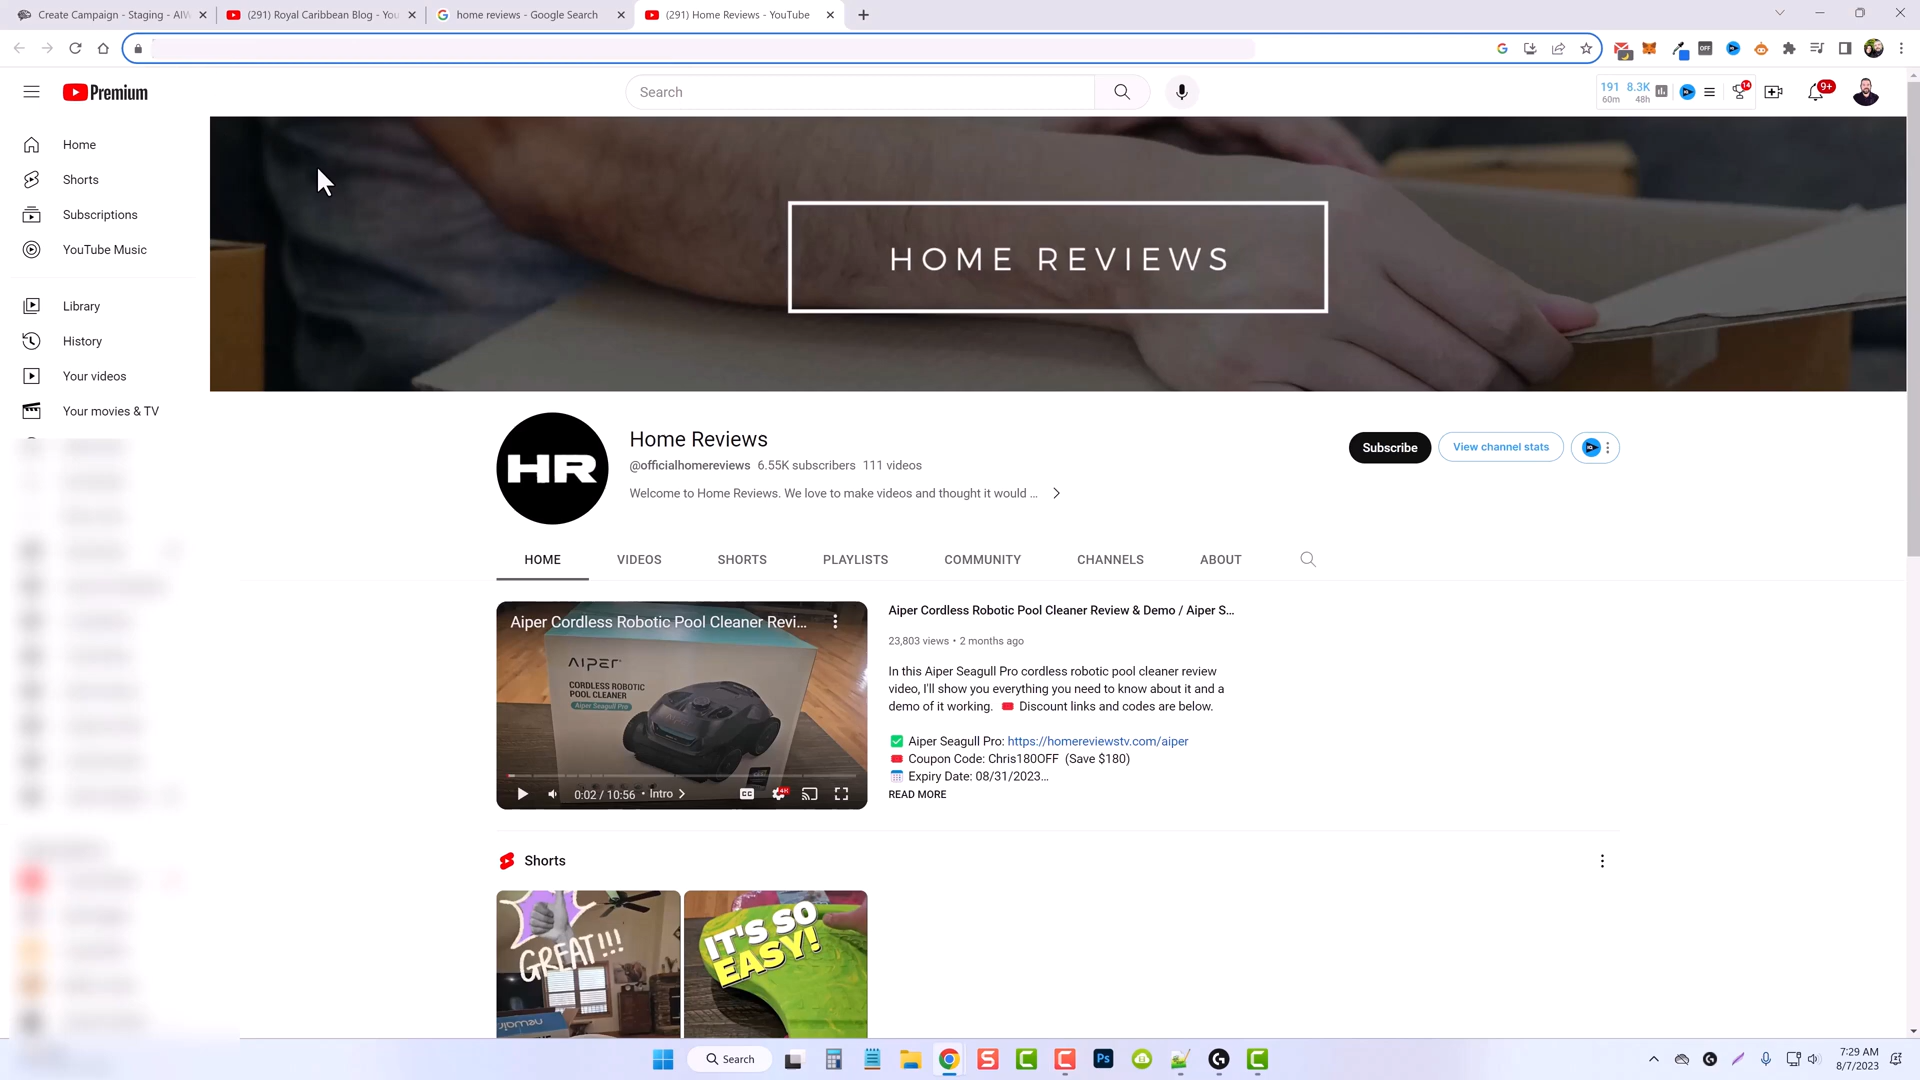 Create Campaign - Staging - AIW
(291) Royal Caribbean Blog - You
home reviews - Google Search
(291) Home Reviews - YouTube
Premium
Search
191 8.3K
60m 48h
14
9+
Home
Shorts
Subscriptions
YouTube Music
Library
History
Your videos
Your movies & TV
HOME REVIEWS
HR
Home Reviews
@officialhomereviews 6.55K subscribers 111 videos
Welcome to Home Reviews. We love to make videos and thought it would ...
Subscribe
View channel stats
HOME VIDEOS SHORTS PLAYLISTS COMMUNITY CHANNELS ABOUT
Aiper Cordless Robotic Pool Cleaner Revi...
AIPER
CORDLESS ROBOTIC
POOL CLEANER
Aiper Seagull Pro
0:02 / 10:56 • Intro
CC
4K
Aiper Cordless Robotic Pool Cleaner Review & Demo / Aiper S...
23,803 views • 2 months ago
In this Aiper Seagull Pro cordless robotic pool cleaner review
video, I'll show you everything you need to know about it and a
demo of it working. Discount links and codes are below.
Aiper Seagull Pro: https://homereviewstv.com/aiper
Coupon Code: Chris180OFF (Save $180)
Expiry Date: 08/31/2023...
READ MORE
Shorts
GREAT!!!
IT'S SO
EASY!
Search
Ps
7:29 AM
8/7/2023